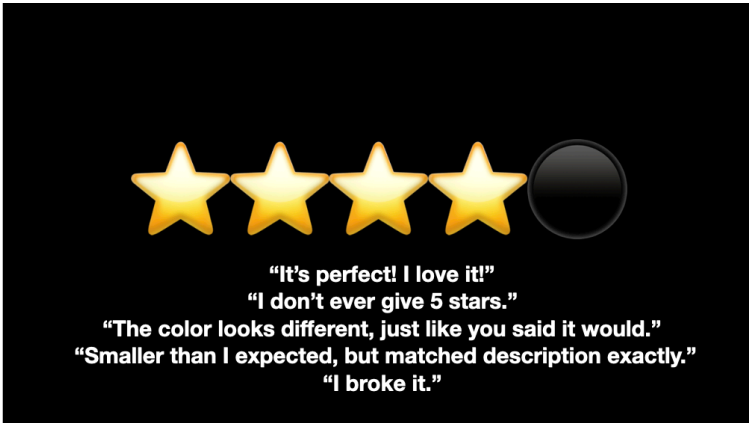 “It’s perfect! I love it!”
“I don’t ever give 5 stars.”
“The color looks different, just like you said it would.”
“Smaller than I expected, but matched description exactly.”
“I broke it.”